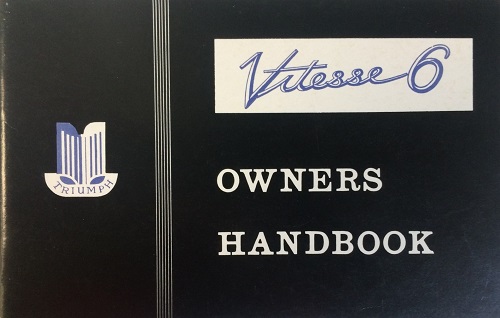 Vitesse 6
TRIUMPH
OWNERS
HANDBOOK